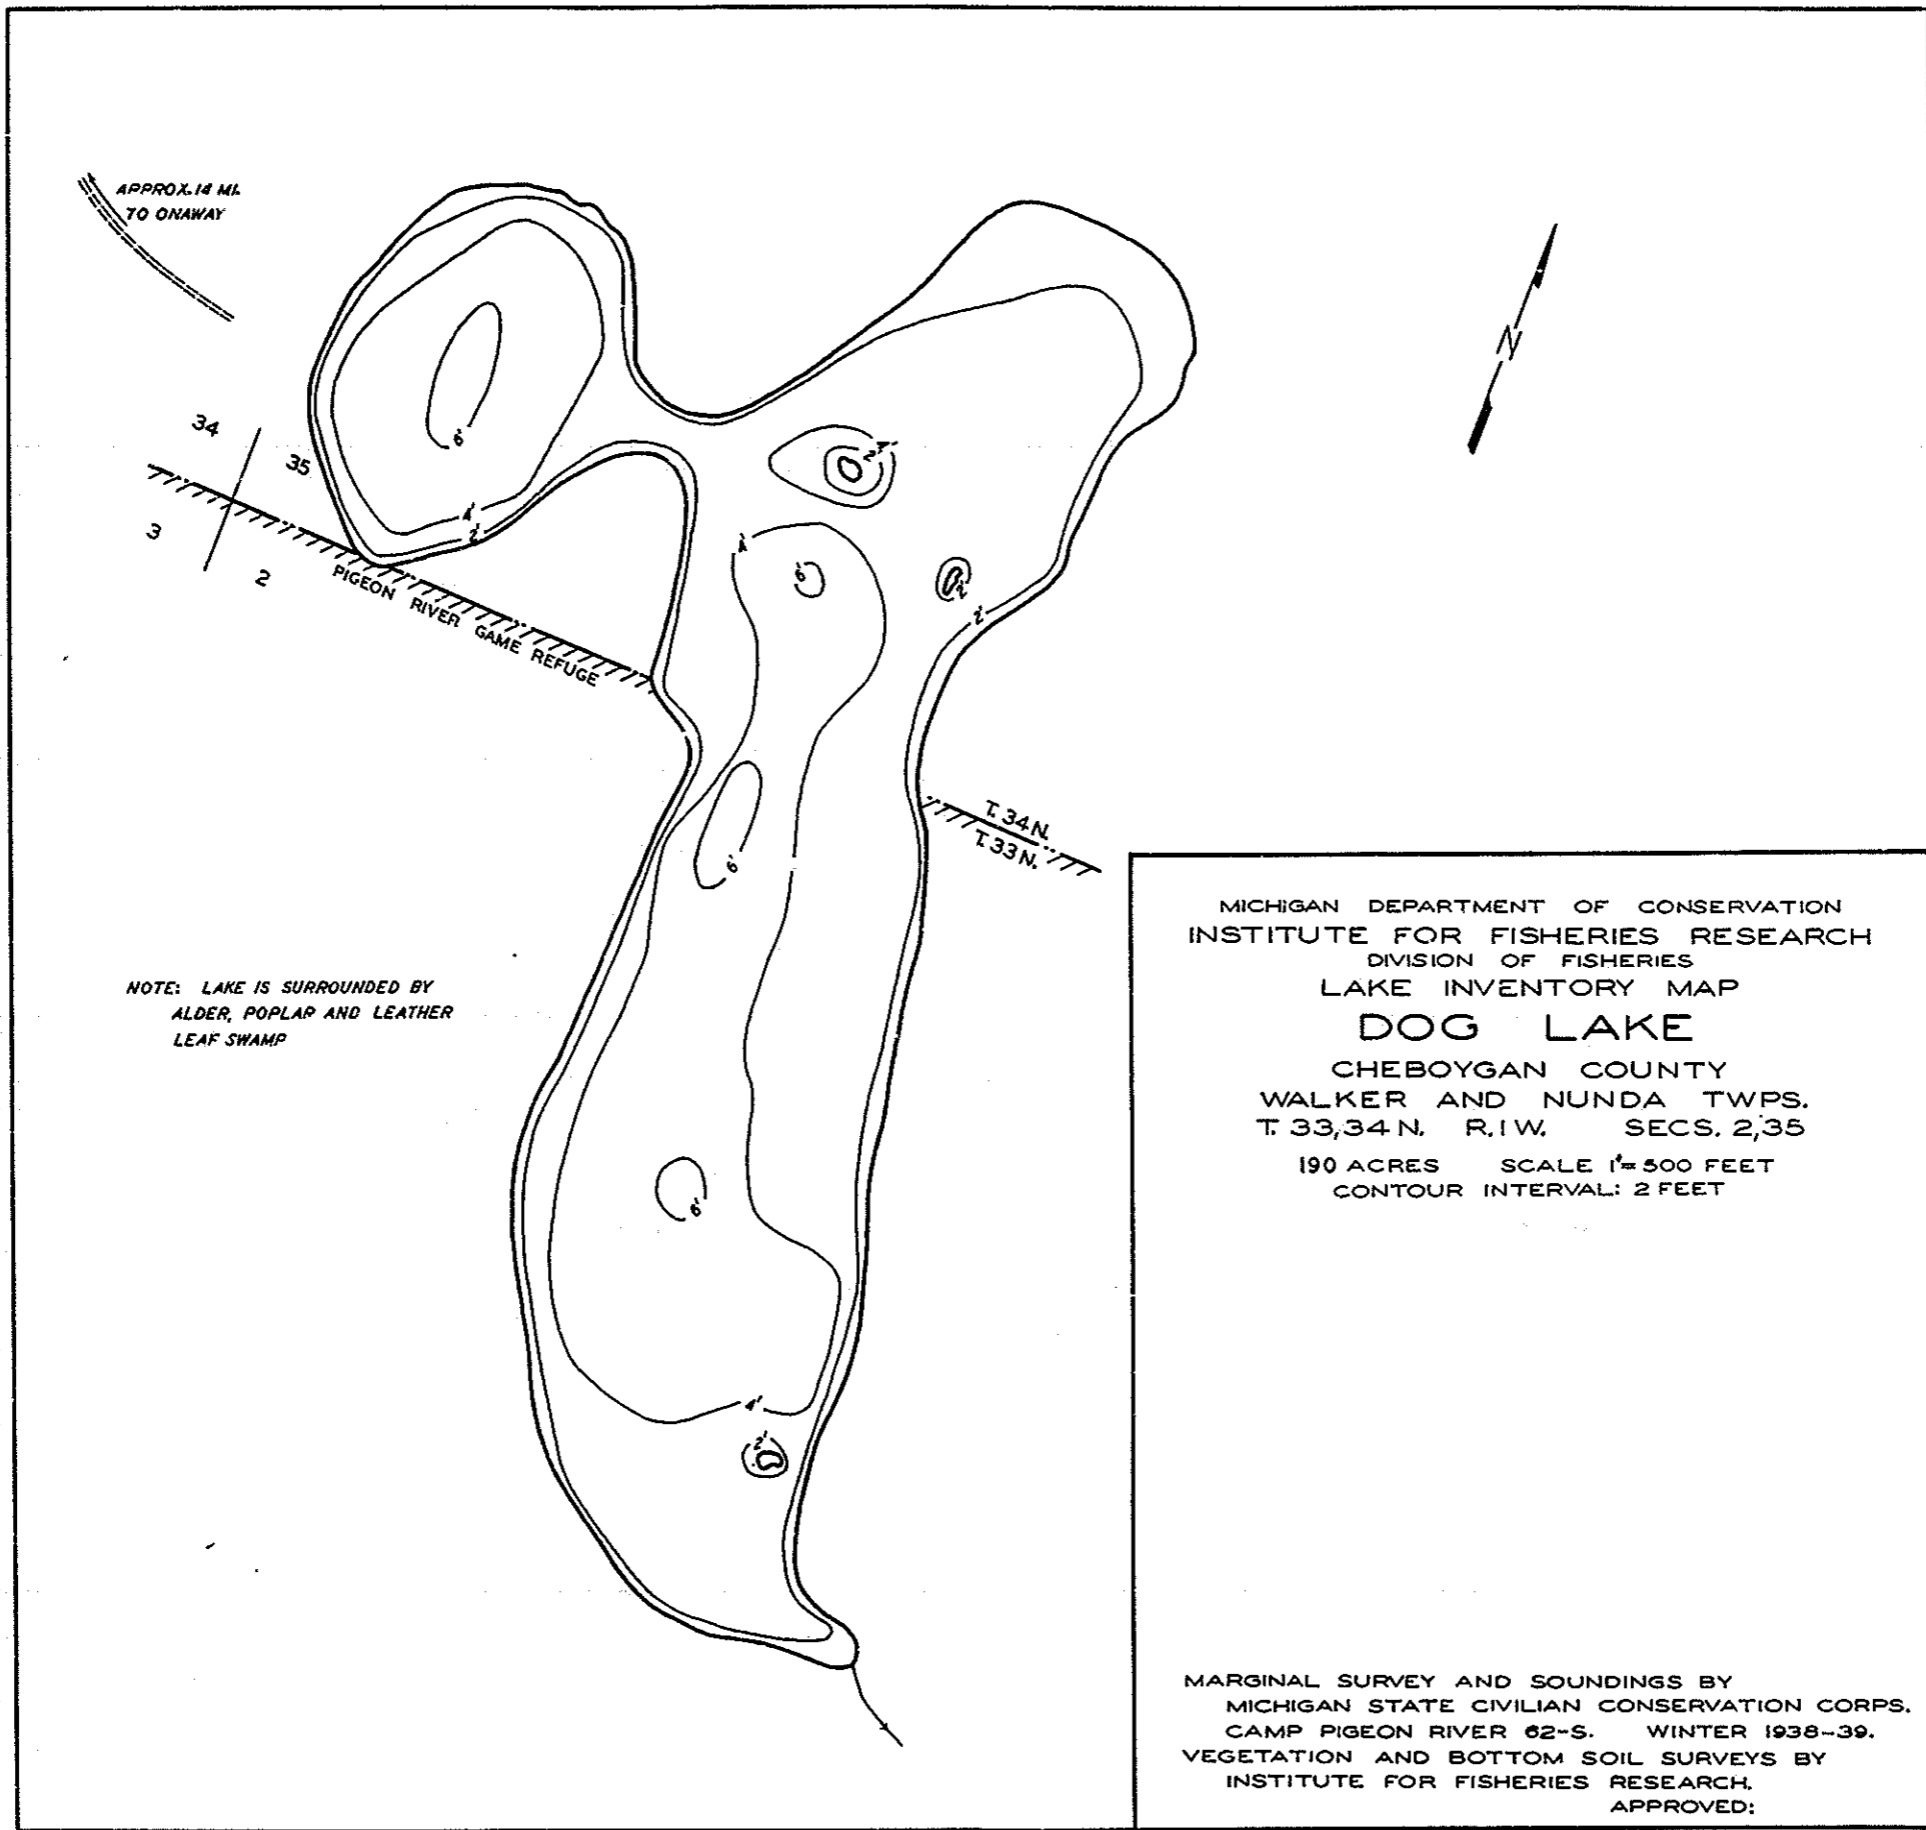 APPROX. 14 MI.
TO ONAWAY
N
34
35
3
2
PIGEON RIVER GAME REFUGE
6'
4'
2'
2'
4'
6'
2'
2'
6'
T. 34 N.
T. 33 N.
6'
4'
2'
NOTE: LAKE IS SURROUNDED BY
ALDER, POPLAR AND LEATHER
LEAF SWAMP
MICHIGAN DEPARTMENT OF CONSERVATION
INSTITUTE FOR FISHERIES RESEARCH
DIVISION OF FISHERIES
LAKE INVENTORY MAP
DOG LAKE
CHEBOYGAN COUNTY
WALKER AND NUNDA TWPS.
T. 33,34 N. R.1 W. SECS. 2,35
190 ACRES SCALE 1"= 500 FEET
CONTOUR INTERVAL: 2 FEET
MARGINAL SURVEY AND SOUNDINGS BY
MICHIGAN STATE CIVILIAN CONSERVATION CORPS.
CAMP PIGEON RIVER 62-S. WINTER 1938-39.
VEGETATION AND BOTTOM SOIL SURVEYS BY
INSTITUTE FOR FISHERIES RESEARCH.
APPROVED: